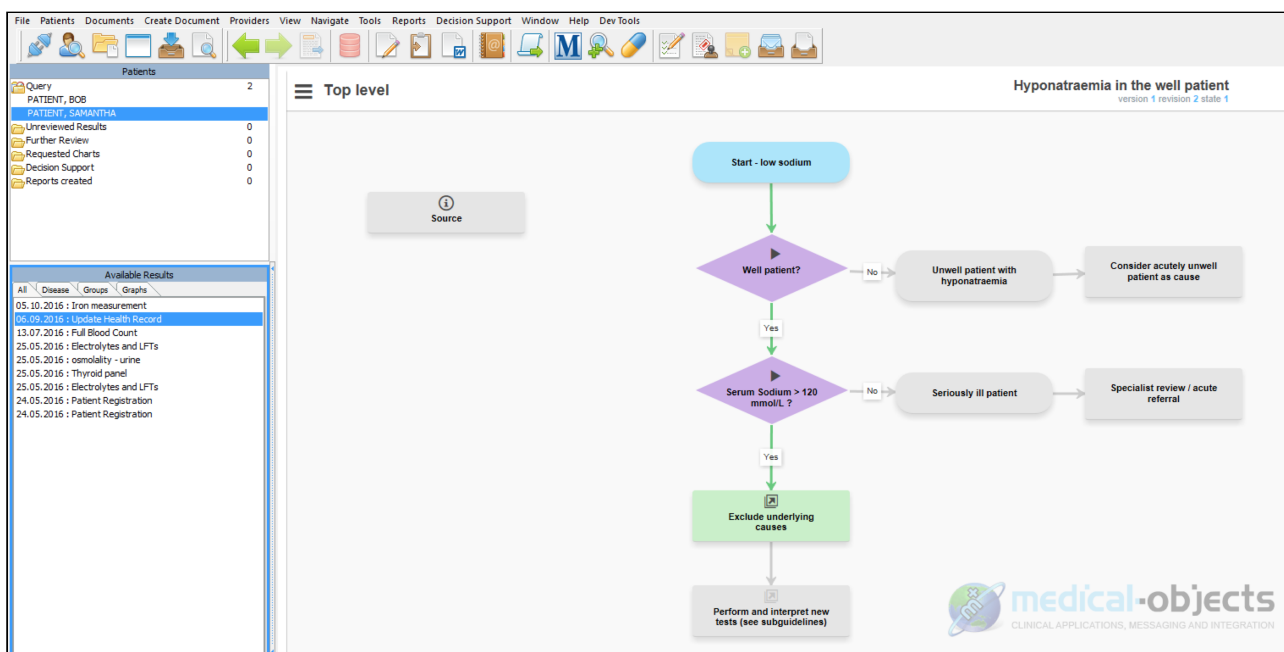 File Patients Documents Create Document Providers View Navigate Tools Reports Decision Support Window Help Dev Tools
Patients
Query 2
PATIENT, BOB
PATIENT, SAMANTHA
Unreviewed Results 0
Further Review 0
Requested Charts 0
Decision Support 0
Reports created 0
Available Results
All Disease Groups Graphs
05.10.2016 : Iron measurement
06.09.2016 : Update Health Record
13.07.2016 : Full Blood Count
25.05.2016 : Electrolytes and LFTs
25.05.2016 : osmolality - urine
25.05.2016 : Thyroid panel
25.05.2016 : Electrolytes and LFTs
24.05.2016 : Patient Registration
24.05.2016 : Patient Registration
Top level
Hyponatraemia in the well patient
version 1 revision 2 state 1
Source
Start - low sodium
Well patient?
No
Unwell patient with
hyponatraemia
Consider acutely unwell
patient as cause
Yes
Serum Sodium > 120
mmol/L ?
No
Seriously ill patient
Specialist review / acute
referral
Yes
Exclude underlying
causes
Perform and interpret new
tests (see subguidelines)
medical-objects
CLINICAL APPLICATIONS, MESSAGING AND INTEGRATION